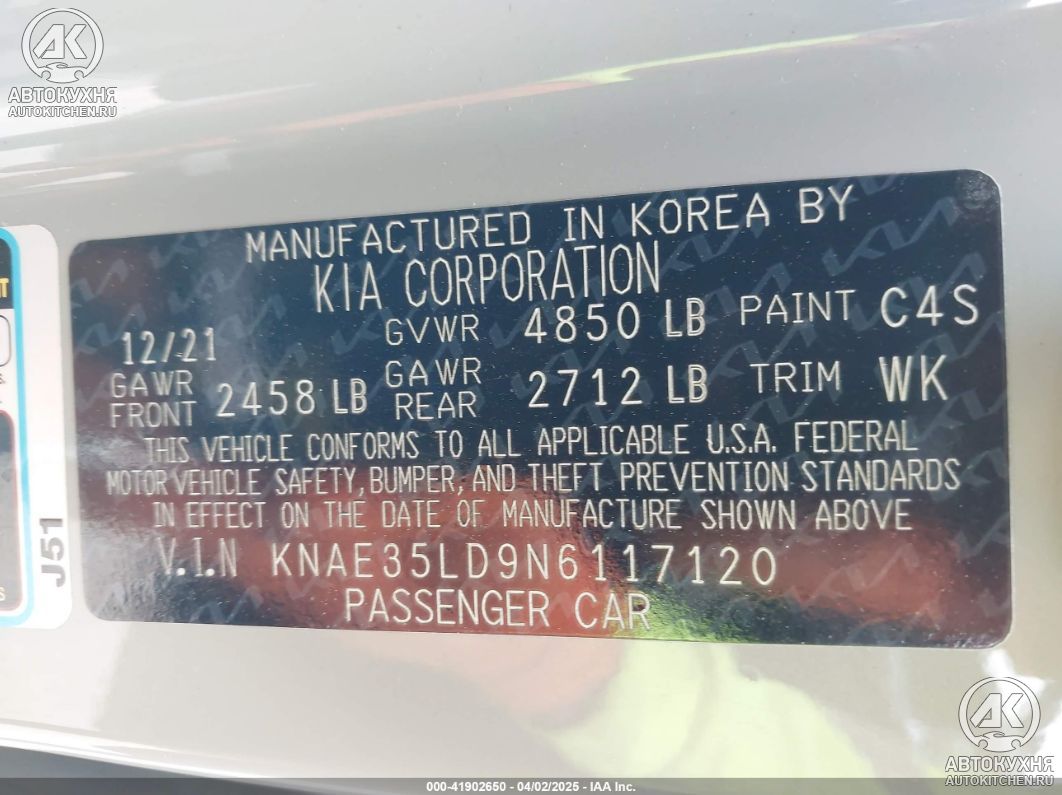 АК
АВТОКУХНЯ
AUTOKITCHEN.RU
MANUFACTURED IN KOREA BY
KIA CORPORATION
12/21 GVWR 4850 LB PAINT C4S
GAWR FRONT 2458 LB GAWR REAR 2712 LB TRIM WK
THIS VEHICLE CONFORMS TO ALL APPLICABLE U.S.A. FEDERAL
MOTOR VEHICLE SAFETY, BUMPER, AND THEFT PREVENTION STANDARDS
IN EFFECT ON THE DATE OF MANUFACTURE SHOWN ABOVE
V.I.N KNAE35LD9N6117120
PASSENGER CAR
J51
АК
АВТОКУХНЯ
AUTOKITCHEN.RU
000-41902650 - 04/02/2025 - IAA Inc.